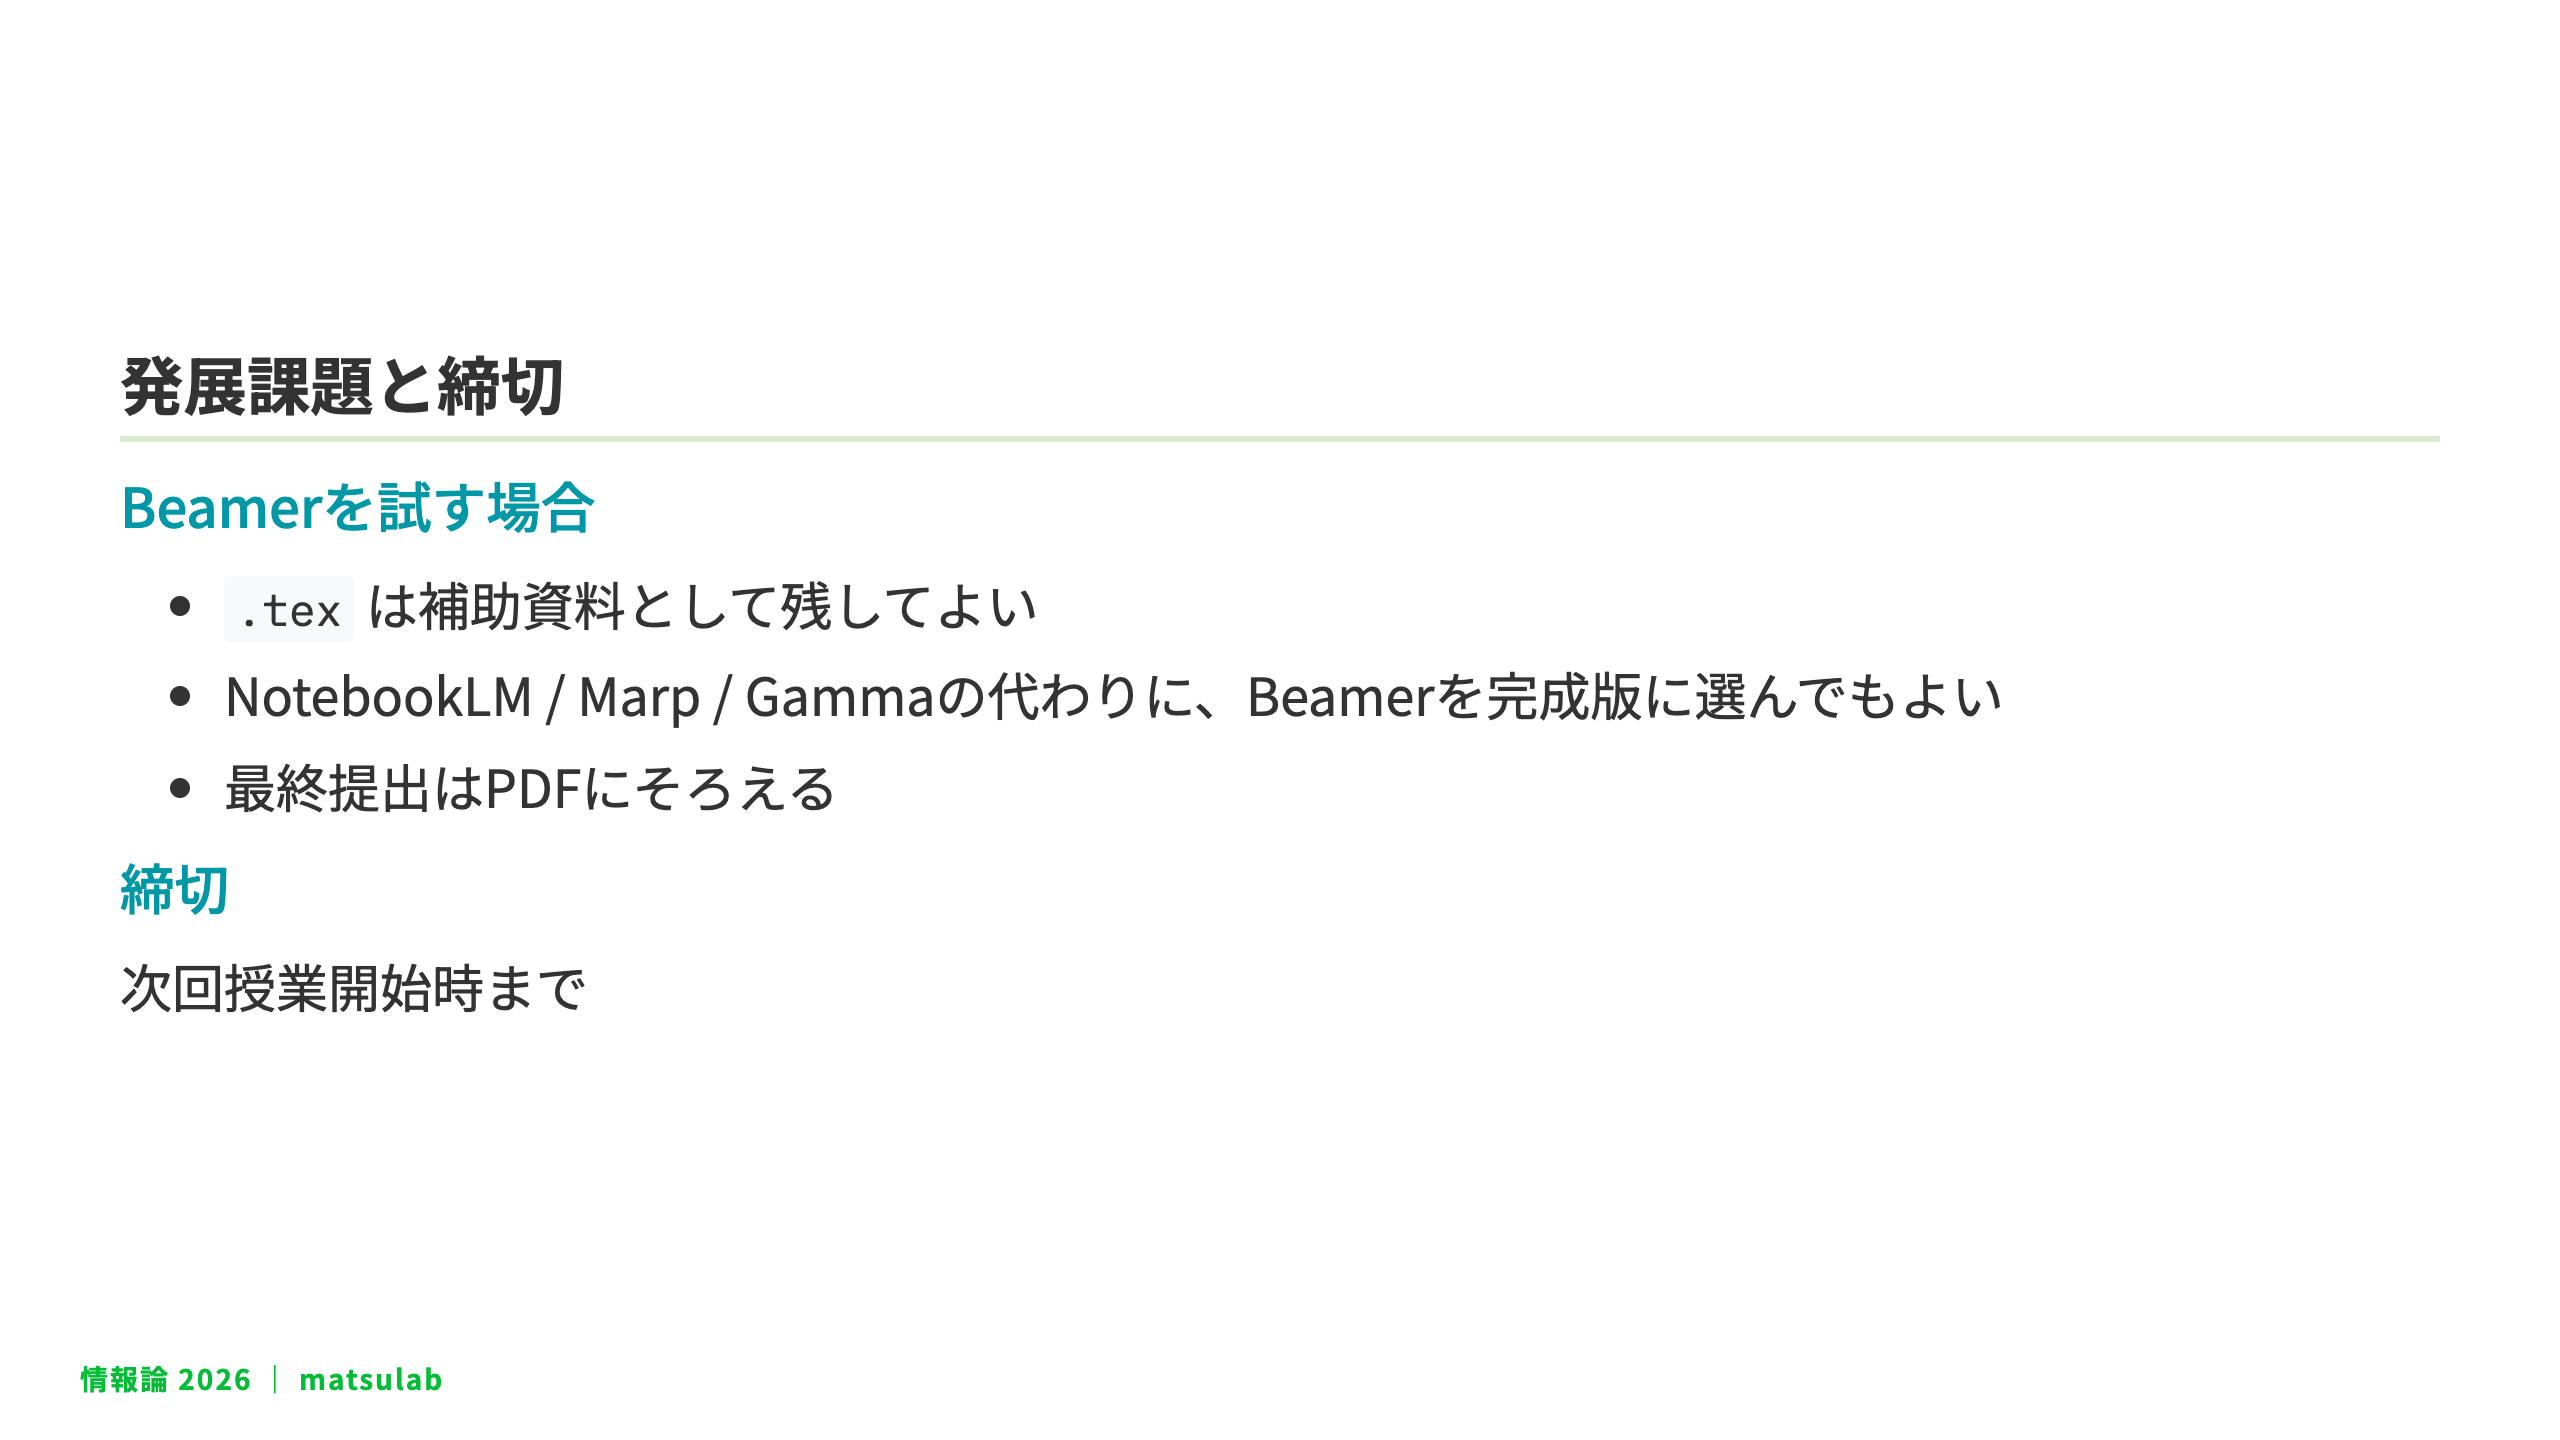 発展課題と締切
Beamerを試す場合
• .tex は補助資料として残してよい
• NotebookLM / Marp / Gammaの代わりに、Beamerを完成版に選んでもよい
• 最終提出はPDFにそろえる
締切
次回授業開始時まで
情報論 2026 ｜ matsulab